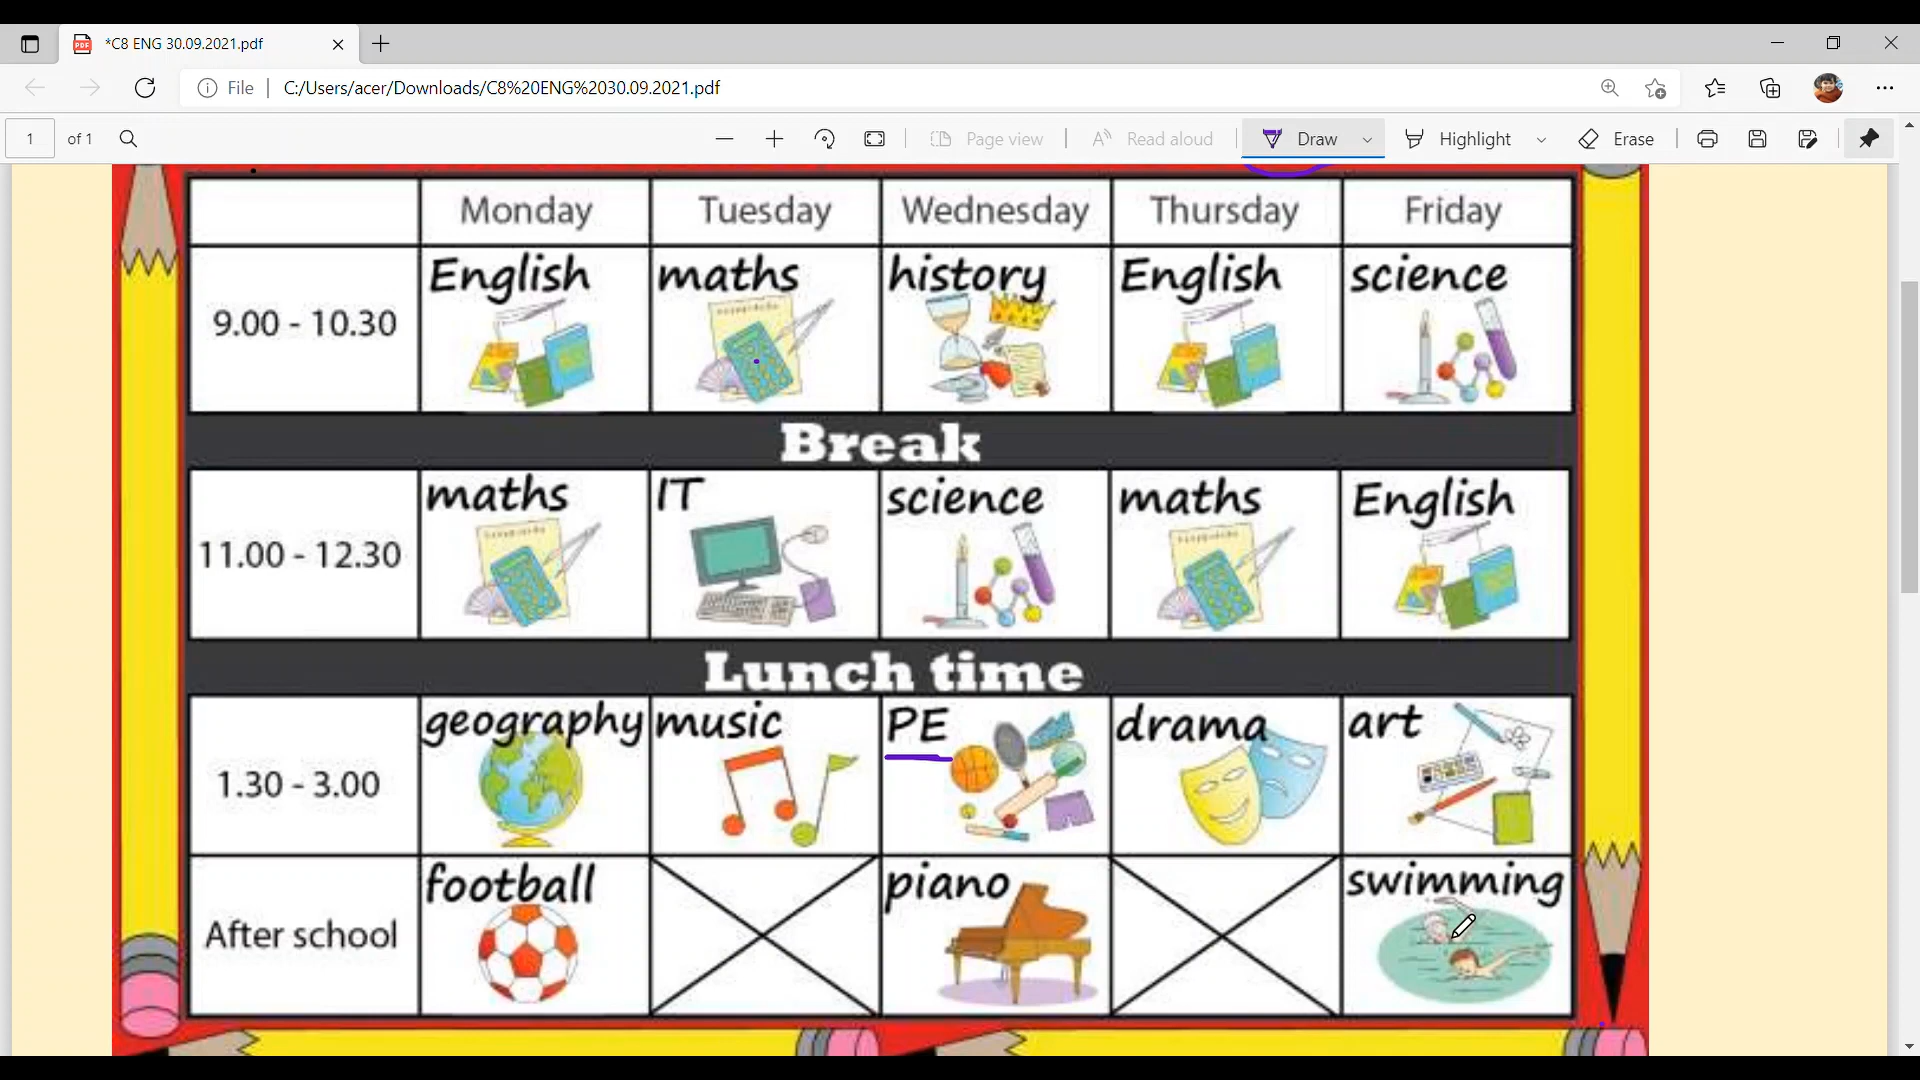 *C8 ENG 30.09.2021.pdf
File C:/Users/acer/Downloads/C8%20ENG%2030.09.2021.pdf
1 of 1 Page view Read aloud Draw Highlight Erase
Monday Tuesday Wednesday Thursday Friday
9.00 - 10.30 English maths history English science
Break
11.00 - 12.30 maths IT science maths English
Lunch time
1.30 - 3.00 geography music PE drama art
After school football piano swimming